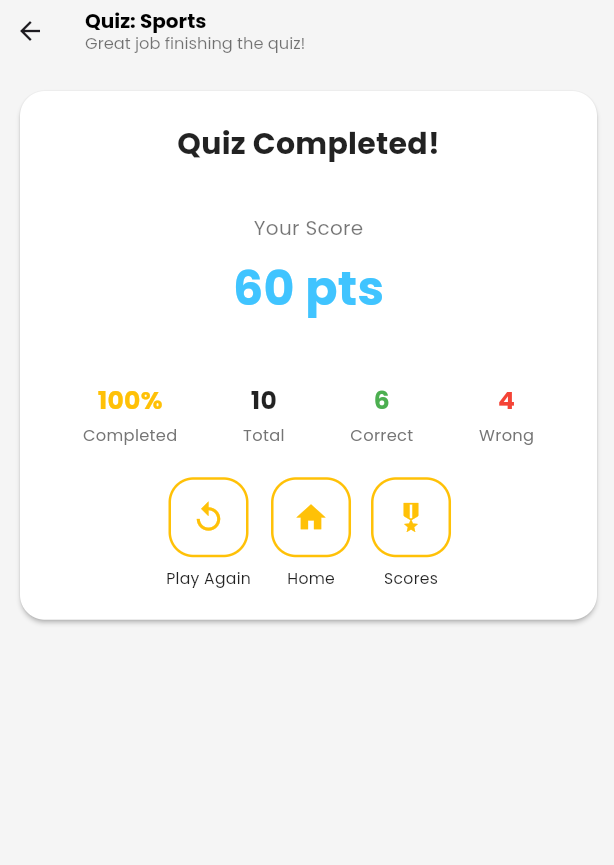 Quiz: Sports
Great job finishing the quiz!
Quiz Completed!
Your Score
60 pts
100% 10 6 4
Completed Total Correct Wrong
Play Again Home Scores